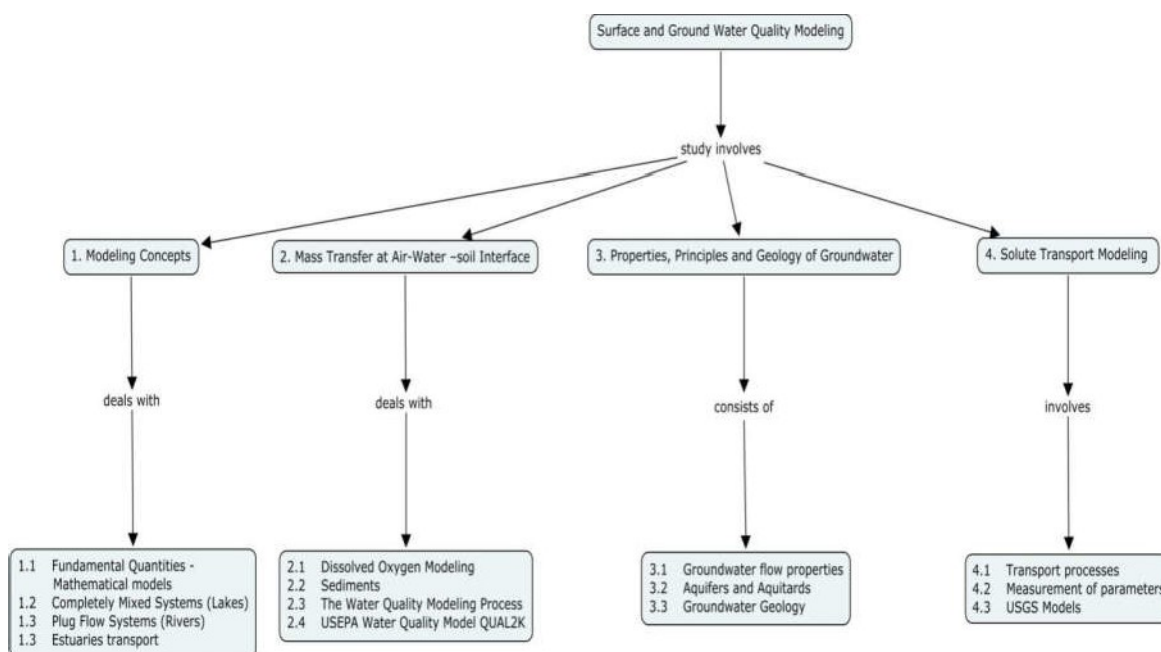 Surface and Ground Water Quality Modeling
study involves
1. Modeling Concepts
2. Mass Transfer at Air-Water –soil Interface
3. Properties, Principles and Geology of Groundwater
4. Solute Transport Modeling
deals with
deals with
consists of
involves
1.1 Fundamental Quantities -
Mathematical models
1.2 Completely Mixed Systems (Lakes)
1.3 Plug Flow Systems (Rivers)
1.3 Estuaries transport
2.1 Dissolved Oxygen Modeling
2.2 Sediments
2.3 The Water Quality Modeling Process
2.4 USEPA Water Quality Model QUAL2K
3.1 Groundwater flow properties
3.2 Aquifers and Aquitards
3.3 Groundwater Geology
4.1 Transport processes
4.2 Measurement of parameters
4.3 USGS Models